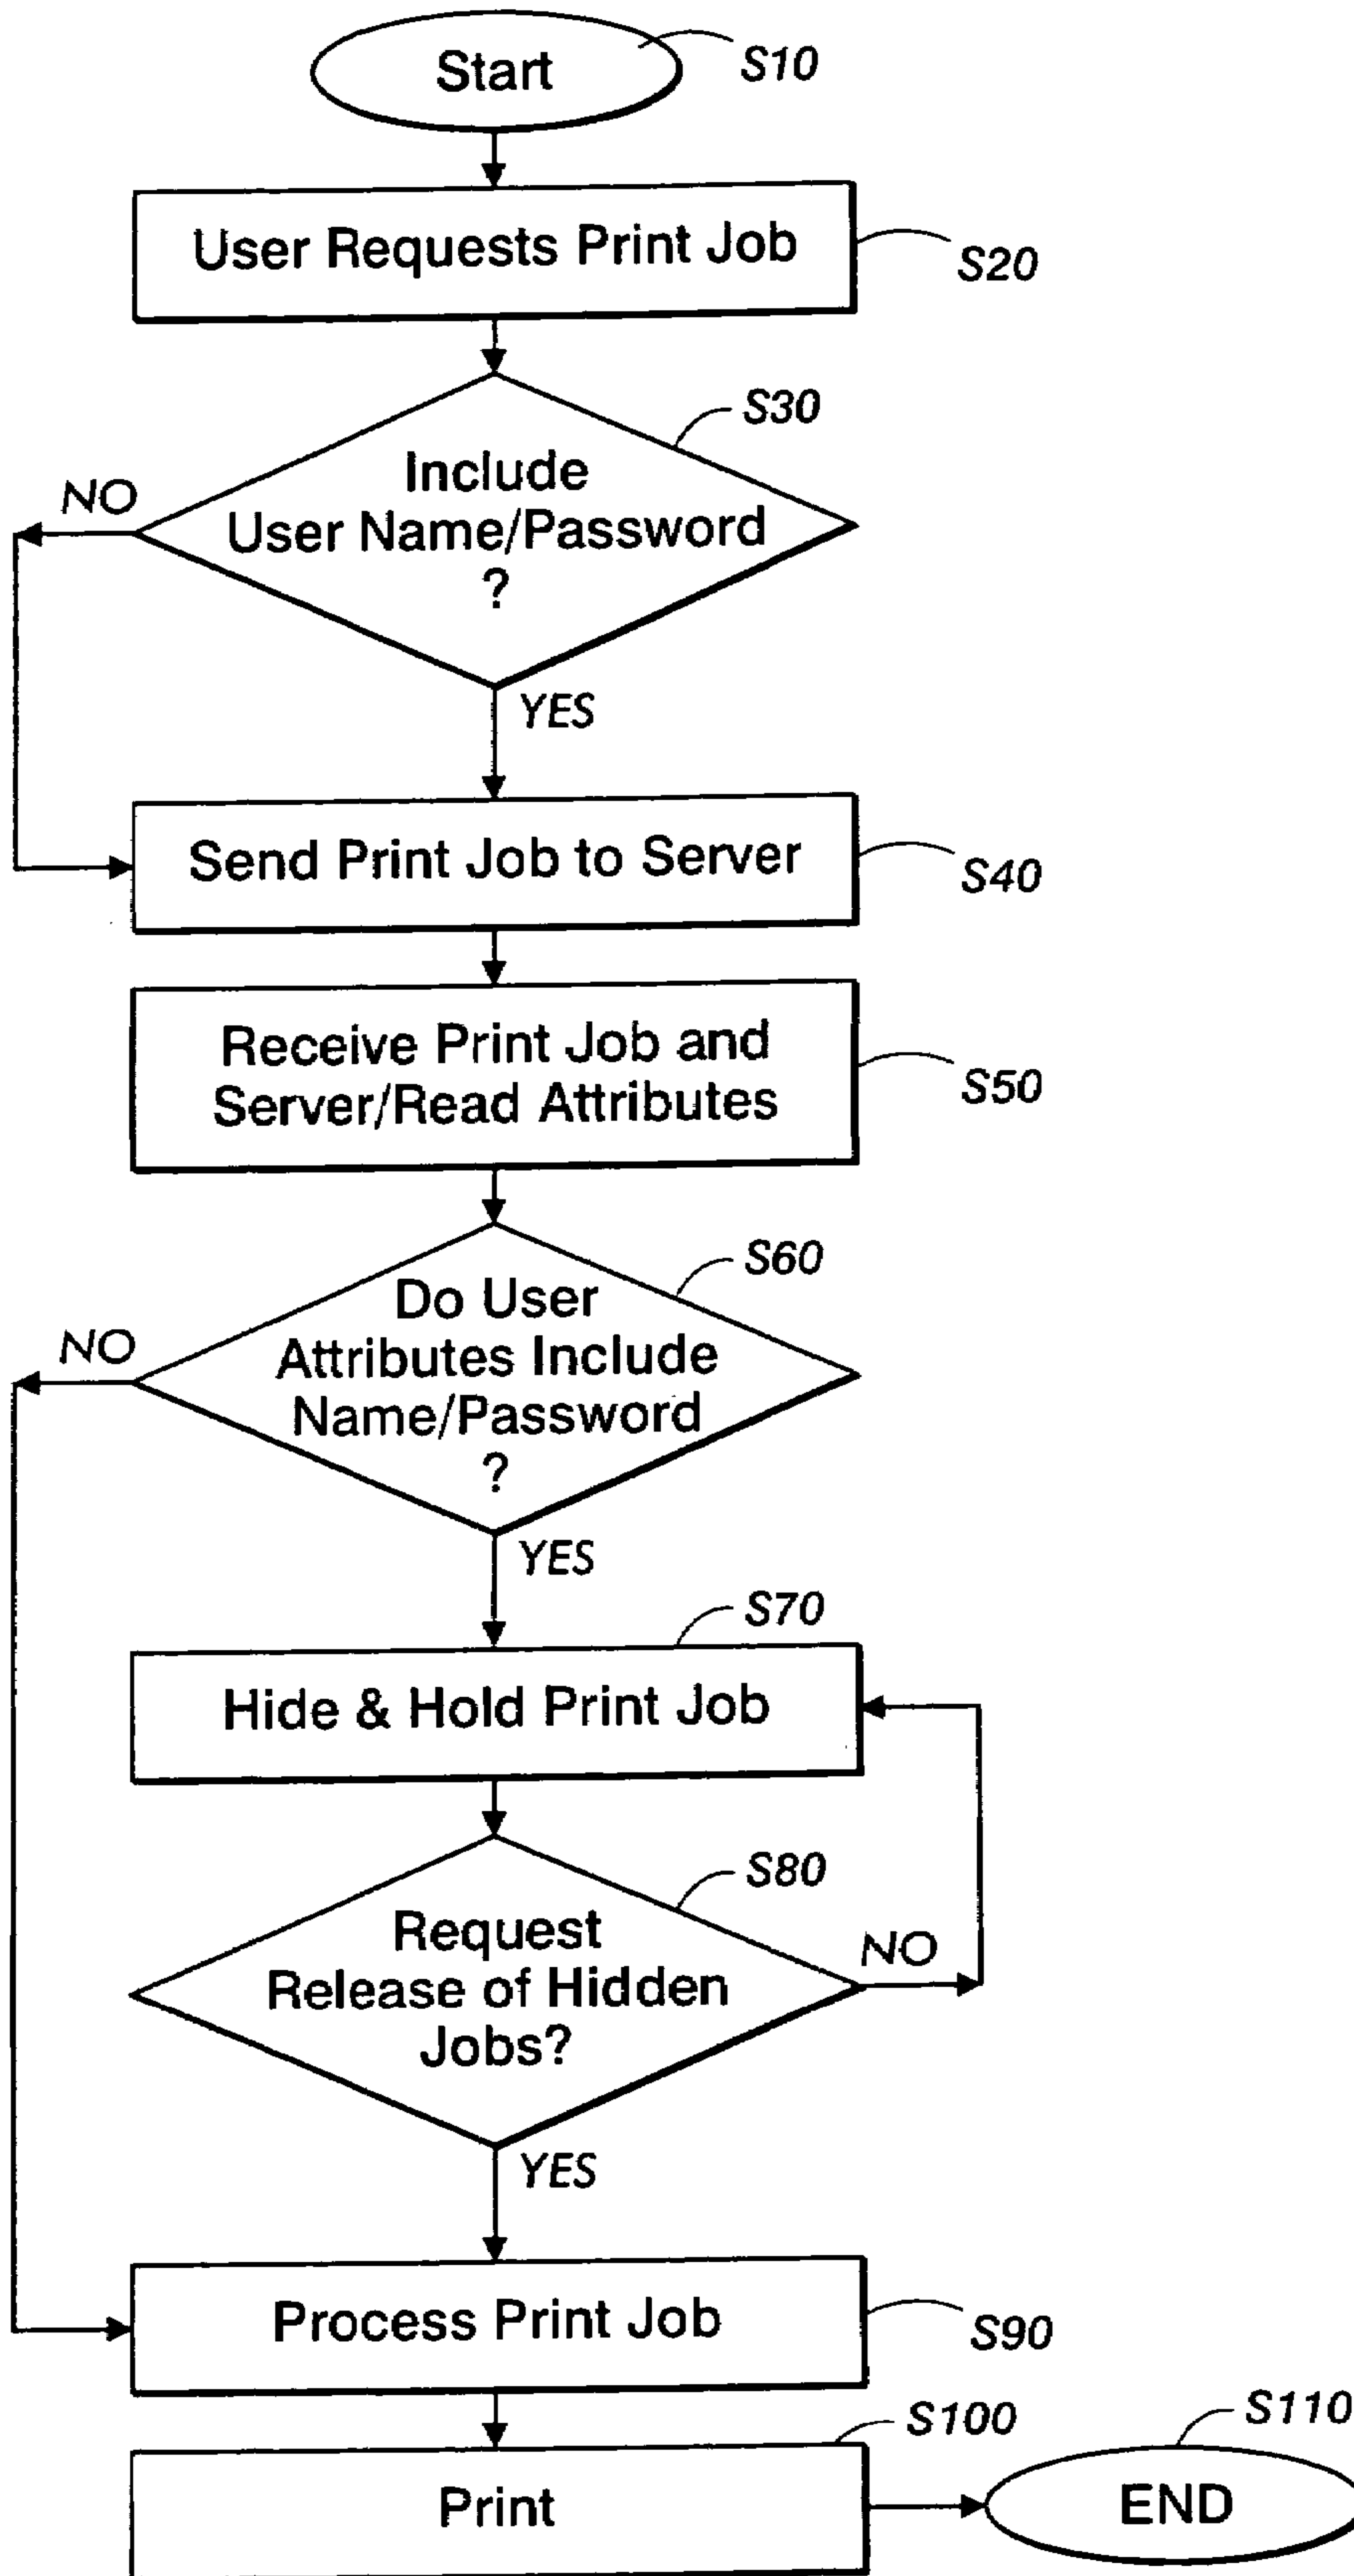 Start
S10
User Requests Print Job
S20
S30
Include
User Name/Password
?
NO
YES
Send Print Job to Server
S40
Receive Print Job and
Server/Read Attributes
S50
S60
Do User
Attributes Include
Name/Password
?
NO
YES
S70
Hide & Hold Print Job
S80
Request
Release of Hidden
Jobs?
NO
YES
Process Print Job
S90
S100
Print
S110
END